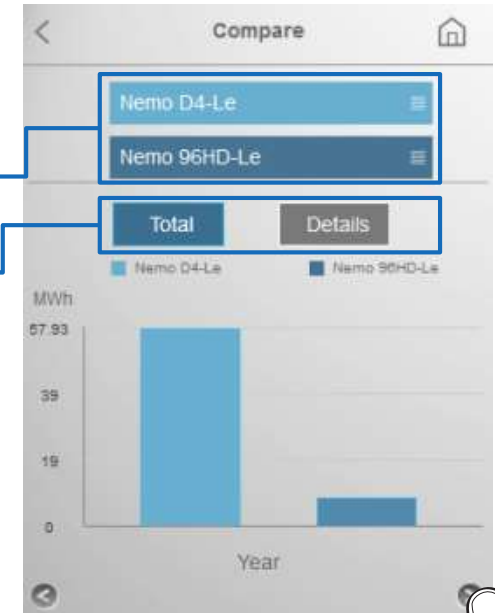 Compare
Nemo D4-Le
Nemo 96HD-Le
Total Details
Nemo D4-Le Nemo 96HD-Le
MWh
57.93
39
19
0
Year